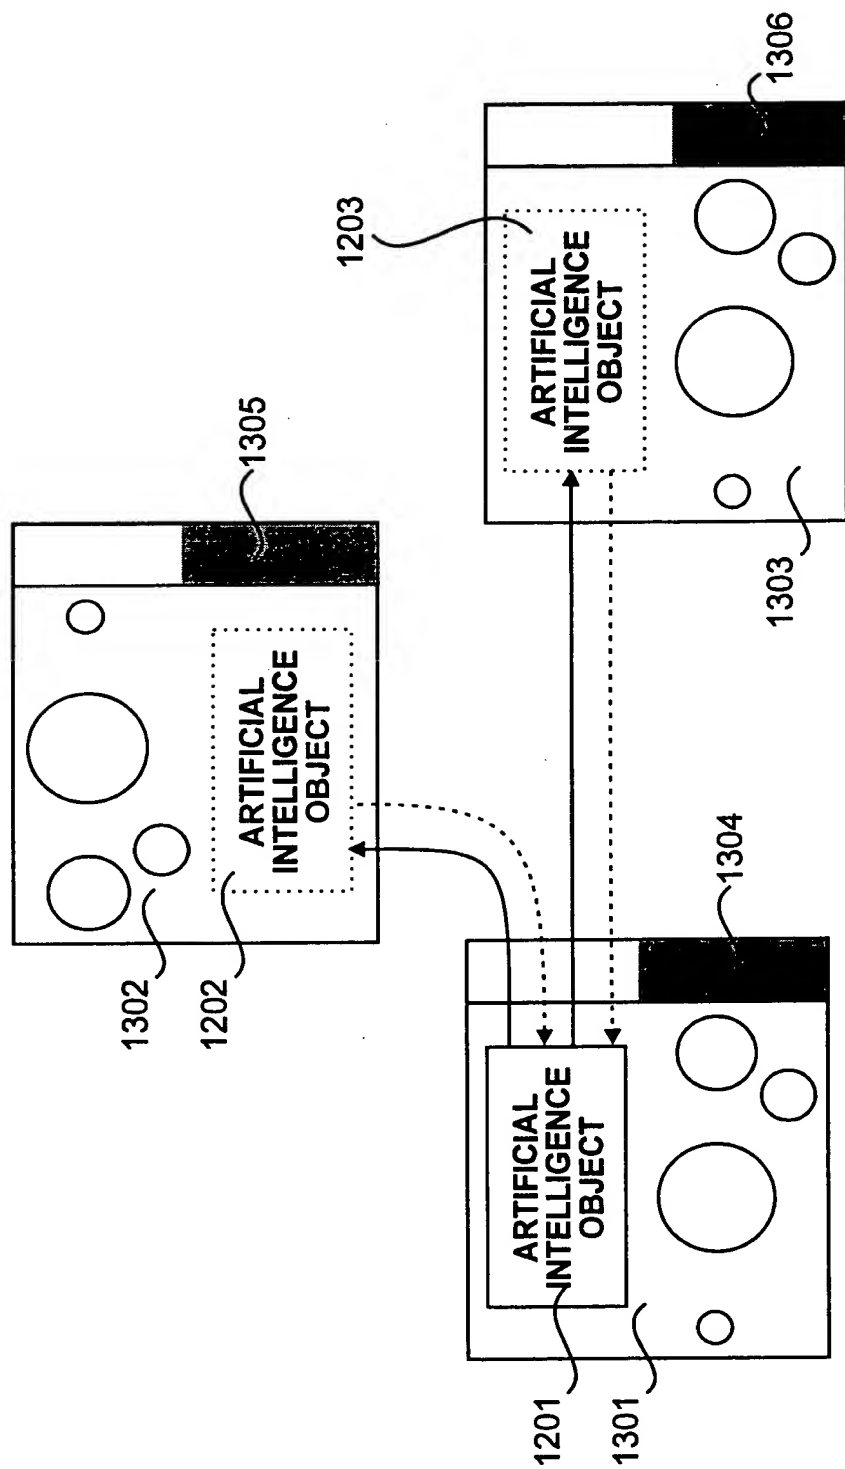 1302
1202
ARTIFICIAL
INTELLIGENCE
OBJECT
1305
1201
1301
ARTIFICIAL
INTELLIGENCE
OBJECT
1304
1303
1203
ARTIFICIAL
INTELLIGENCE
OBJECT
1306